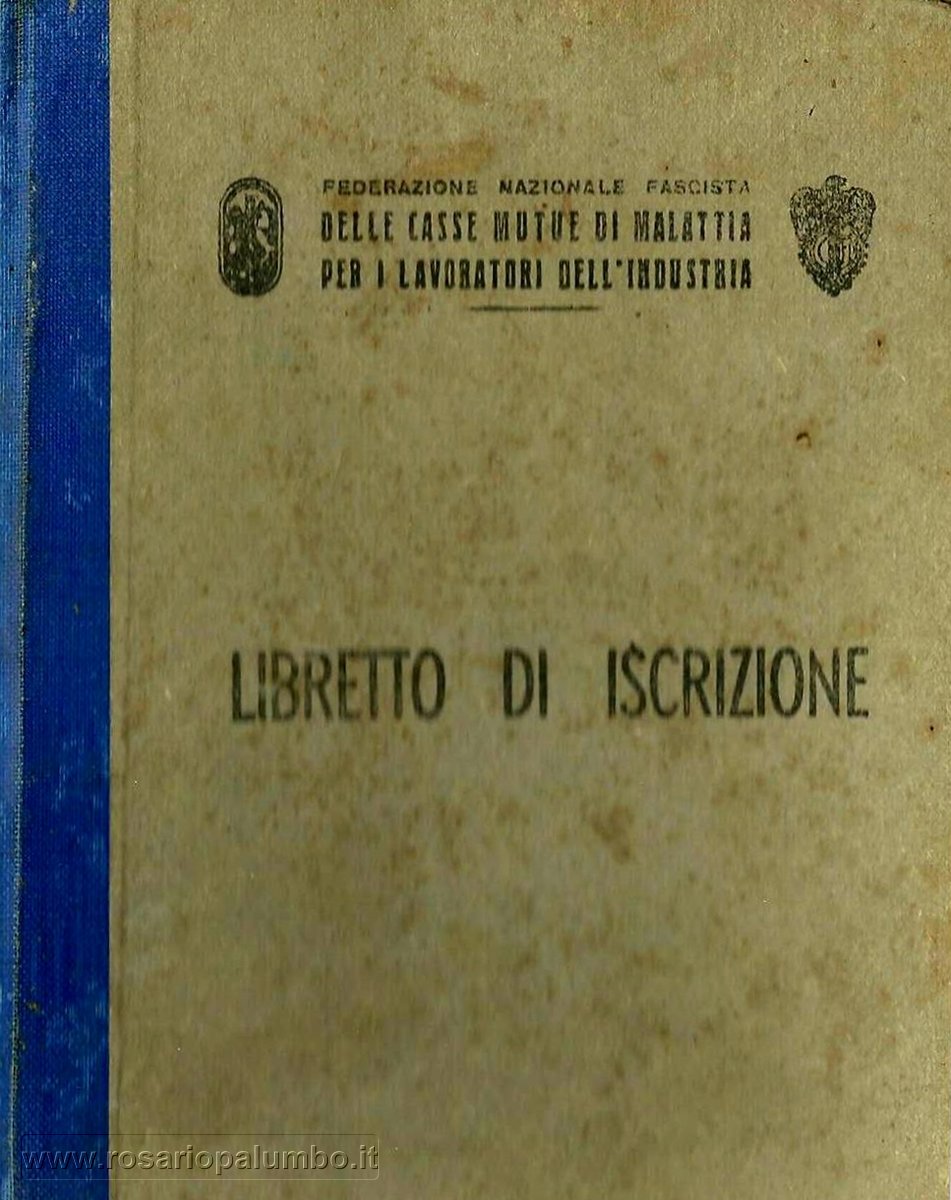 FEDERAZIONE NAZIONALE FASCISTA
DELLE CASSE MUTUE DI MALATTIA
PER I LAVORATORI DELL'INDUSTRIA
LIBRETTO DI ISCRIZIONE
www.rosariopalumbo.it